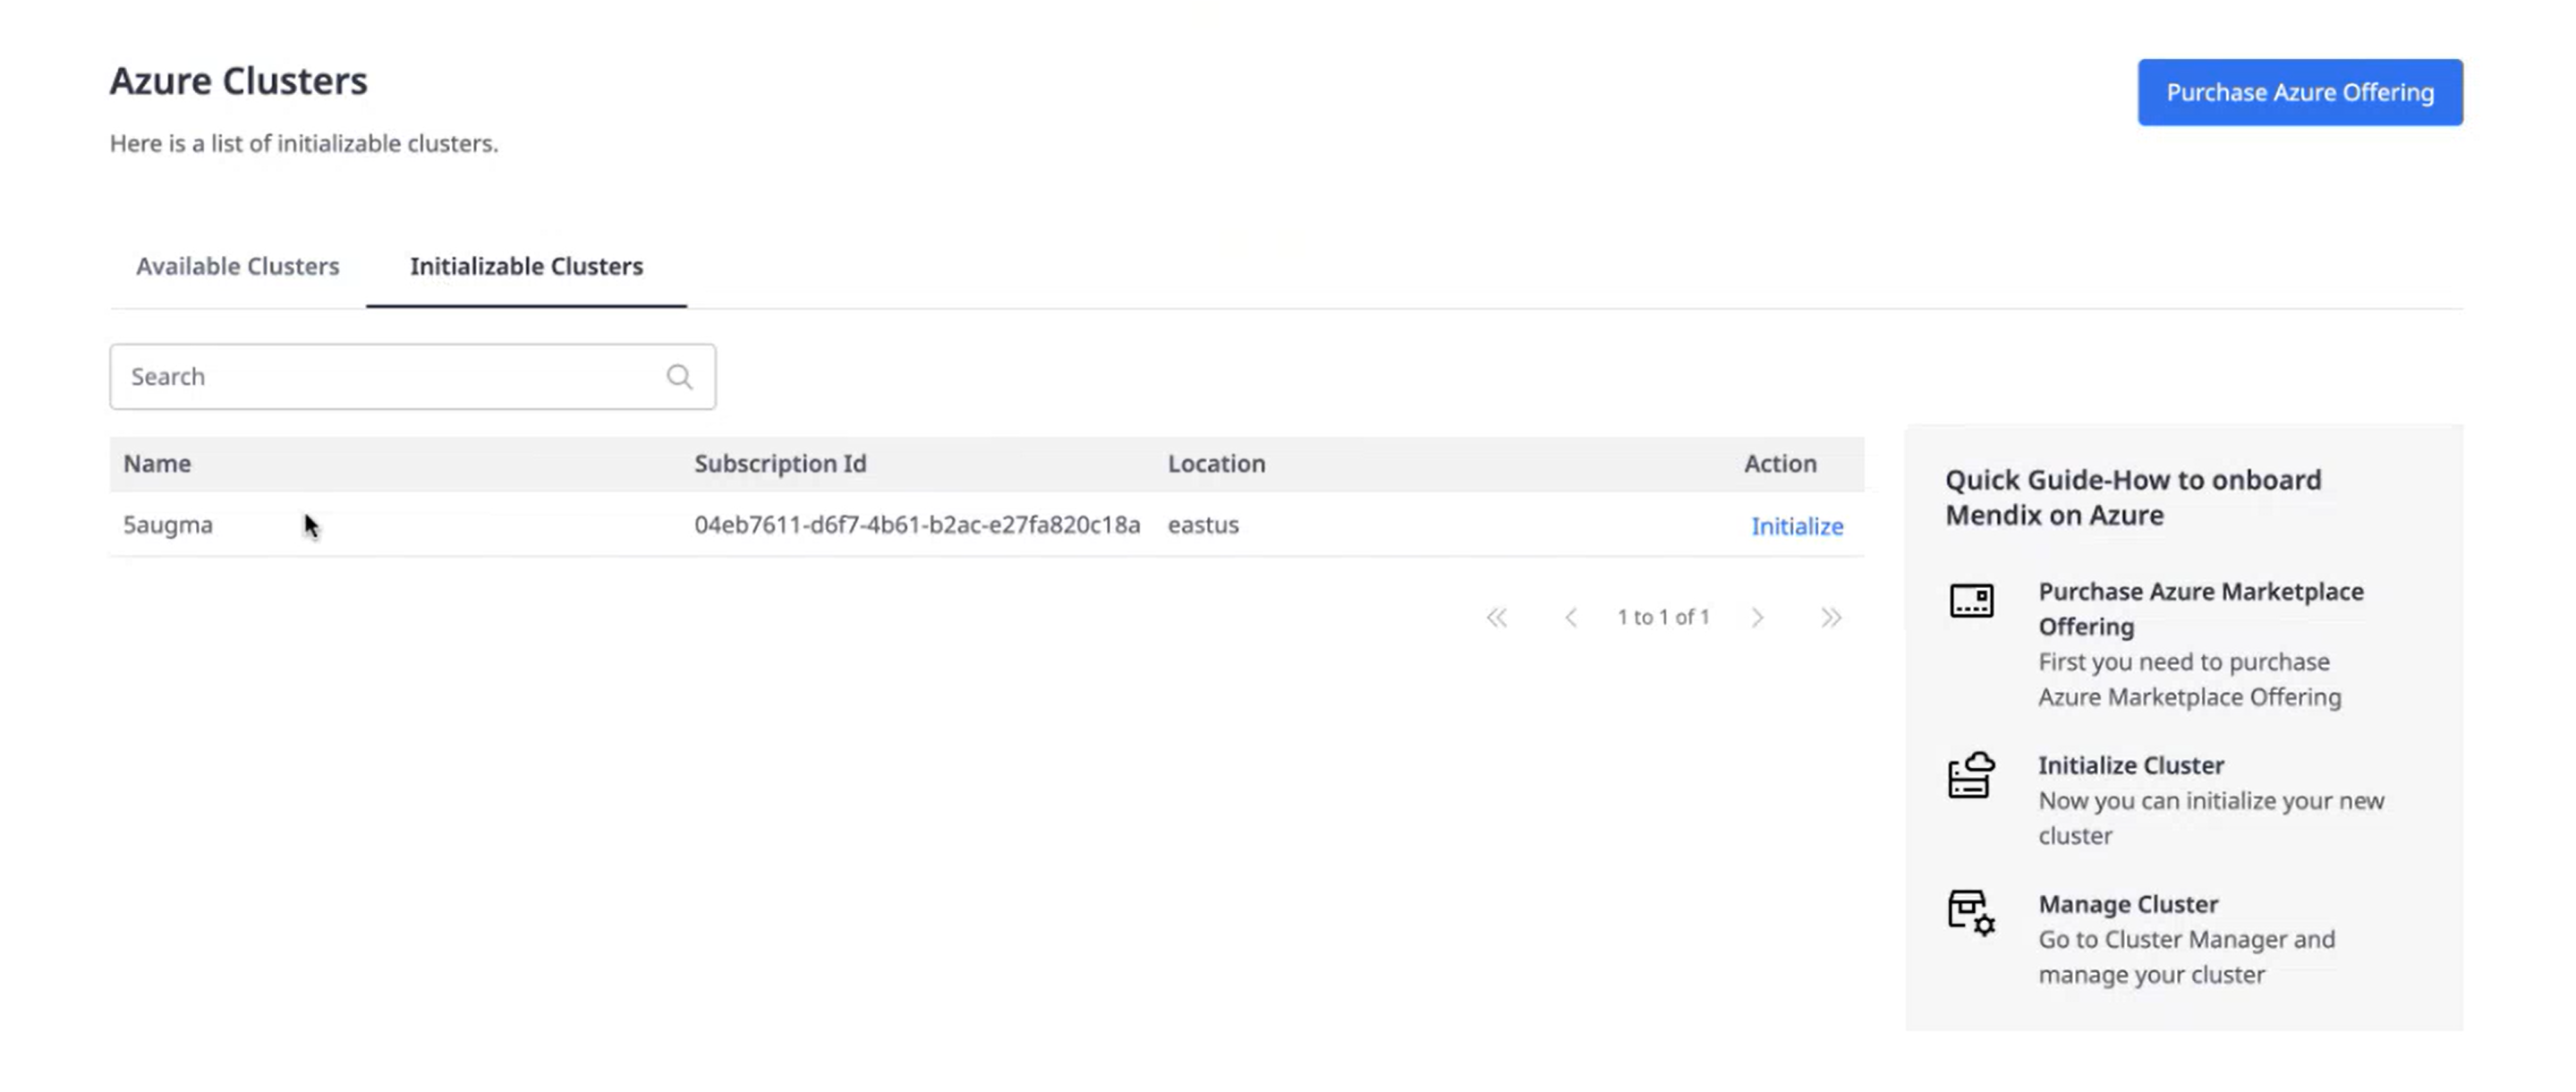 Azure Clusters
Purchase Azure Offering
Here is a list of initializable clusters.
Available Clusters
Initializable Clusters
Search
Name
Subscription Id
Location
Action
5augma
04eb7611-d6f7-4b61-b2ac-e27fa820c18a
eastus
Initialize
1 to 1 of 1
Quick Guide-How to onboard
Mendix on Azure
Purchase Azure Marketplace
Offering
First you need to purchase
Azure Marketplace Offering
Initialize Cluster
Now you can initialize your new
cluster
Manage Cluster
Go to Cluster Manager and
manage your cluster